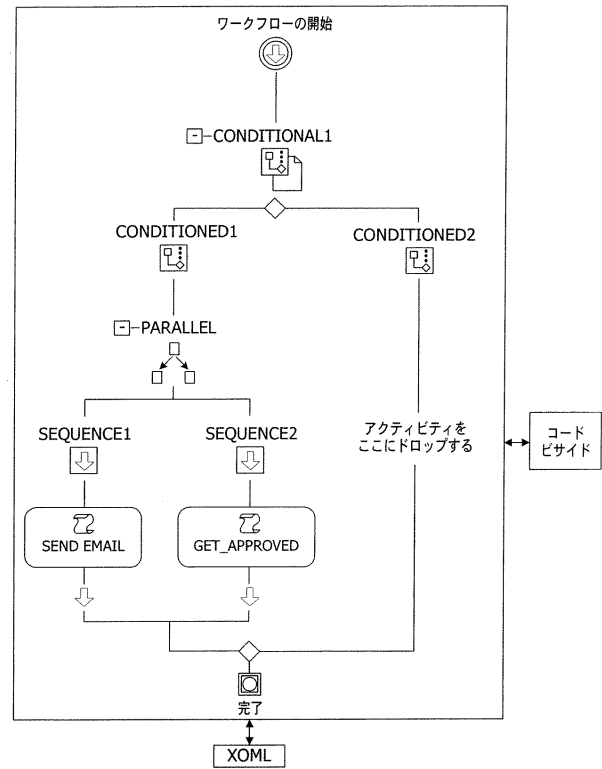 ワークフローの開始
CONDITIONAL1
CONDITIONED1
CONDITIONED2
PARALLEL
SEQUENCE1
SEQUENCE2
アクティビティを
ここにドロップする
コード
ビサイド
SEND EMAIL
GET_APPROVED
完了
XOML